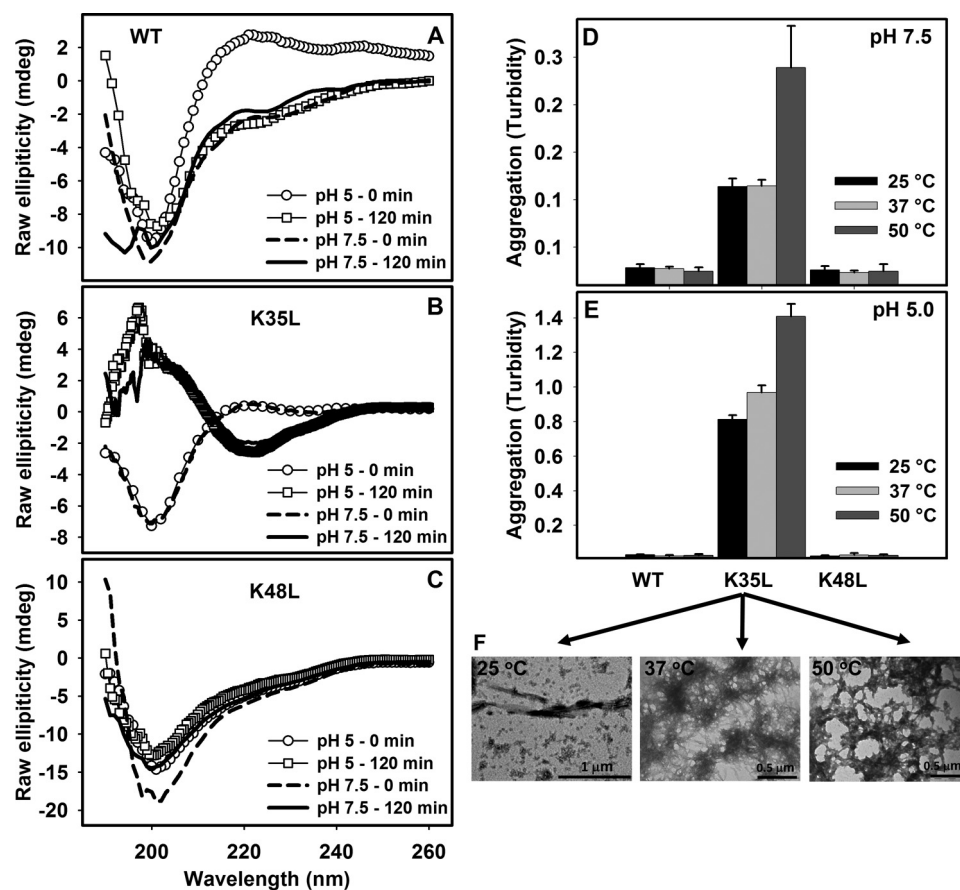 WT
A
Raw ellipiticity (mdeg)
2
0
-2
-4
-6
-8
-10
pH 5 - 0 min
pH 5 - 120 min
pH 7.5 - 0 min
pH 7.5 - 120 min
K35L
B
Raw ellipiticity (mdeg)
6
4
2
0
-2
-4
-6
-8
pH 5 - 0 min
pH 5 - 120 min
pH 7.5 - 0 min
pH 7.5 - 120 min
K48L
C
Raw ellipiticity (mdeg)
10
5
0
-5
-10
-15
-20
pH 5 - 0 min
pH 5 - 120 min
pH 7.5 - 0 min
pH 7.5 - 120 min
200 220 240 260
Wavelength (nm)
D
pH 7.5
Aggregation (Turbidity)
0.3
0.2
0.2
0.1
0.1
25 °C
37 °C
50 °C
E
pH 5.0
Aggregation (Turbidity)
1.4
1.2
1.0
0.8
0.6
0.4
0.2
25 °C
37 °C
50 °C
WT K35L K48L
F
25 °C
1 µm
37 °C
0.5 µm
50 °C
0.5 µm